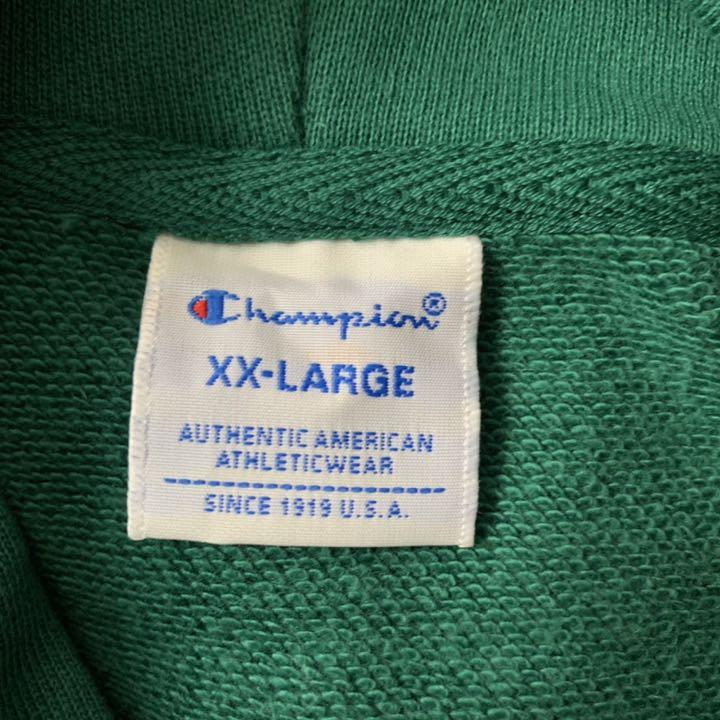 Champion®
XX-LARGE
AUTHENTIC AMERICAN
ATHLETICWEAR
SINCE 1919 U.S.A.